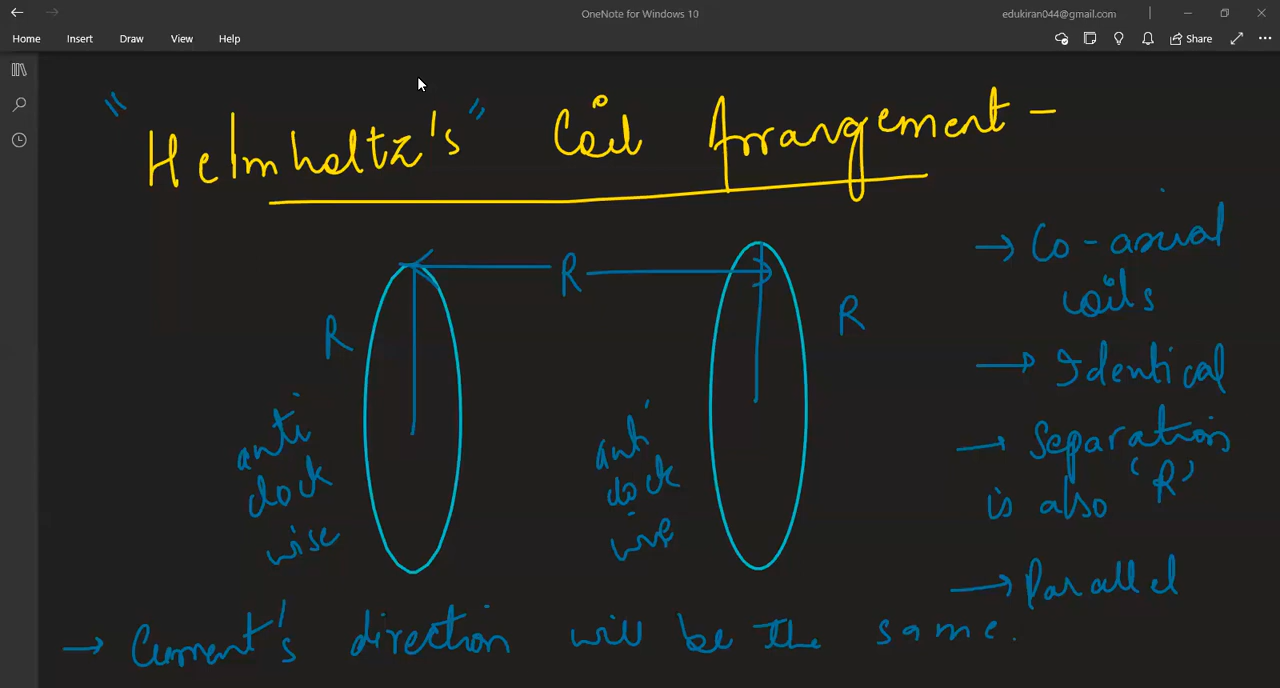 OneNote for Windows 10
edukiran044@gmail.com
Home Insert Draw View Help
Share
"Helmholtz's" Coil Arrangement -
R
R
R
anti
clock
wise
anti
clock
wise
→ Co-axial
coils
→ Identical
→ Separation
is also 'R'
→ Parallel
→ Current's direction will be the same.